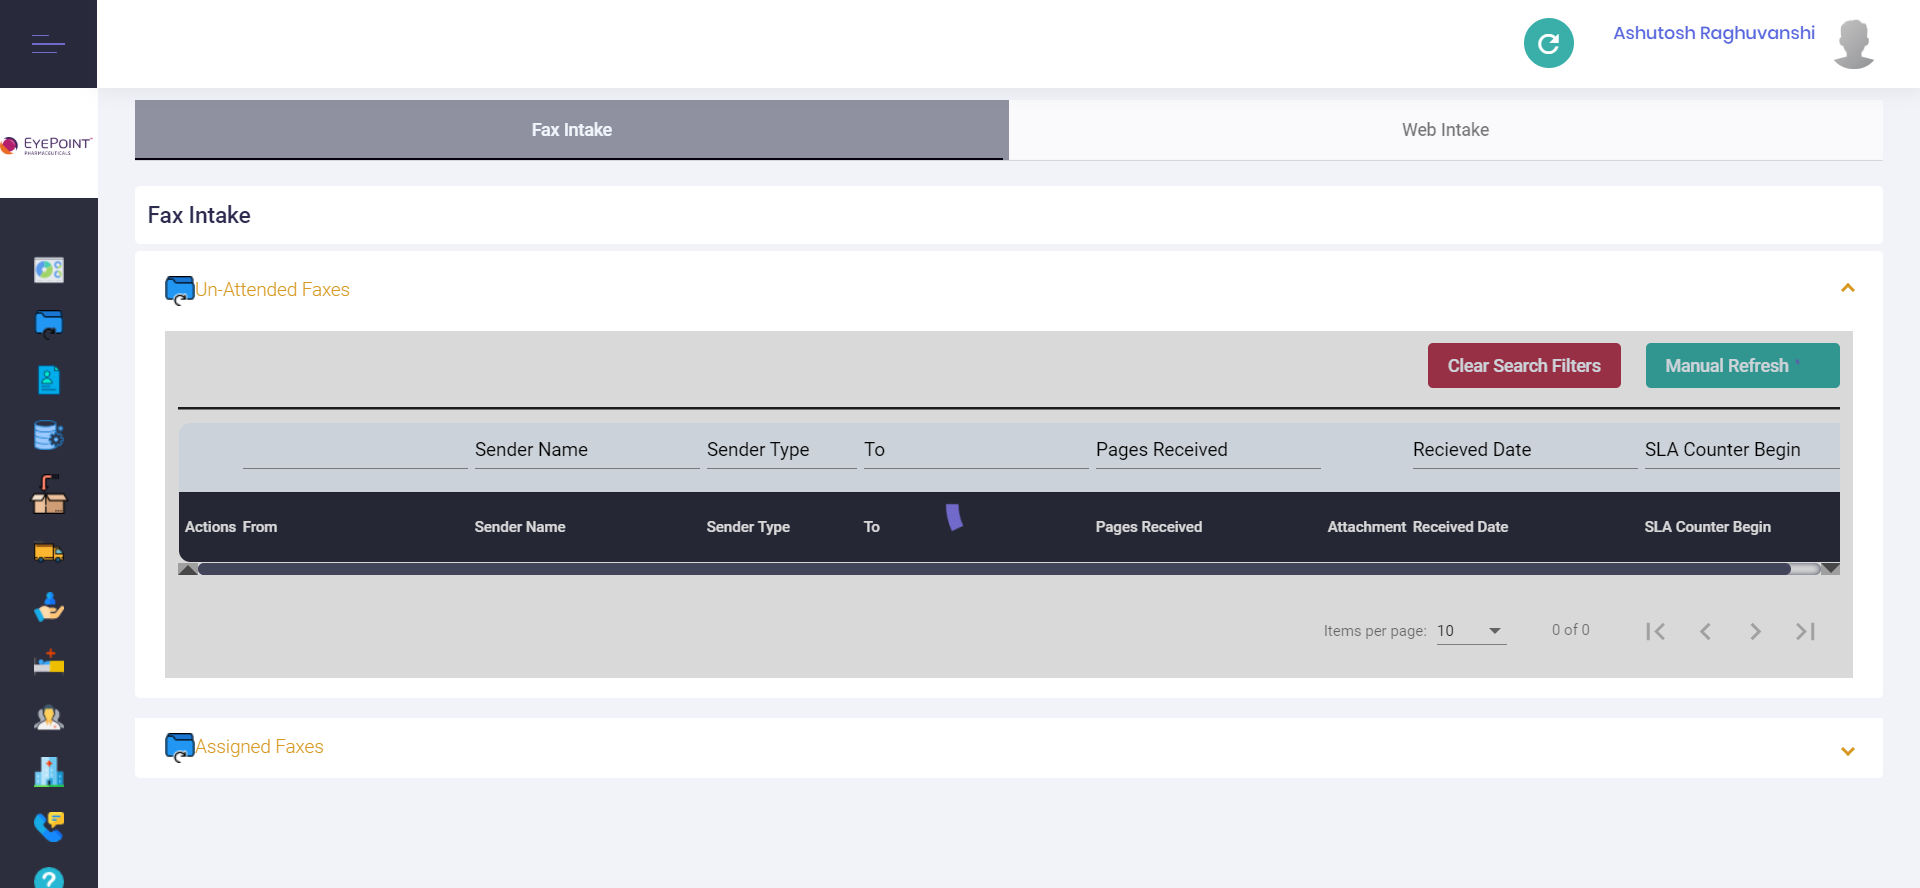 Ashutosh Raghuvanshi
EYEPOINT
PHARMACEUTICALS
Fax Intake
Web Intake
Fax Intake
Un-Attended Faxes
Clear Search Filters
Manual Refresh
Sender Name Sender Type To Pages Received Recieved Date SLA Counter Begin
Actions From Sender Name Sender Type To Pages Received Attachment Received Date SLA Counter Begin
Items per page: 10 0 of 0
Assigned Faxes
?